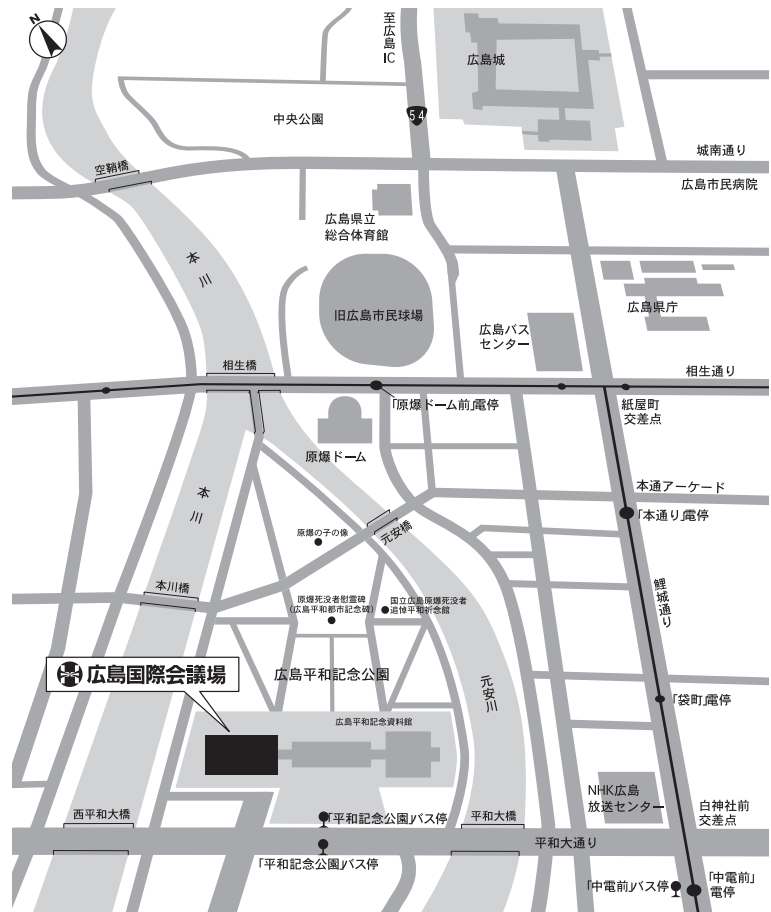 N
至広島IC
広島城
54
中央公園
城南通り
空鞘橋
広島市民病院
広島県立
総合体育館
本川
旧広島市民球場
広島バス
センター
広島県庁
相生橋
相生通り
「原爆ドーム前」電停
紙屋町
交差点
原爆ドーム
本通アーケード
本川
「本通り」電停
原爆の子の像
元安橋
本川橋
原爆死没者慰霊碑
(広島平和都市記念碑)
国立広島原爆死没者
追悼平和祈念館
鯉城通り
広島国際会議場
広島平和記念公園
元安川
「袋町」電停
広島平和記念資料館
NHK広島
放送センター
白神社前
交差点
西平和大橋
「平和記念公園」バス停
平和大橋
平和大通り
「平和記念公園」バス停
「中電前」バス停
「中電前」
電停